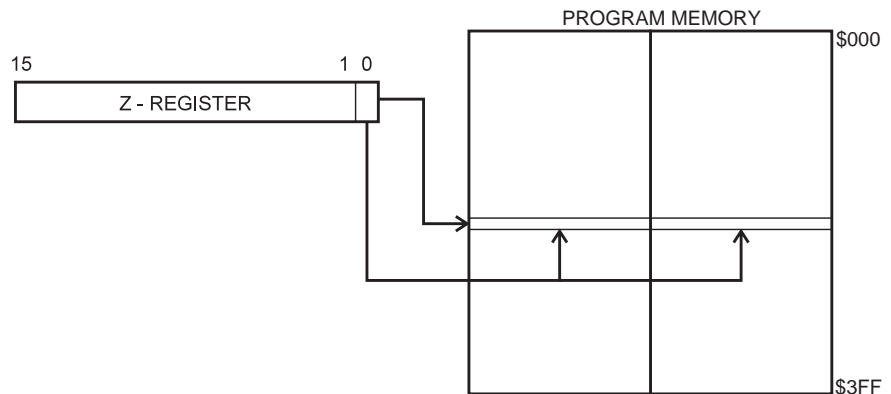 PROGRAM MEMORY
$000
15 1 0
Z - REGISTER
$3FF